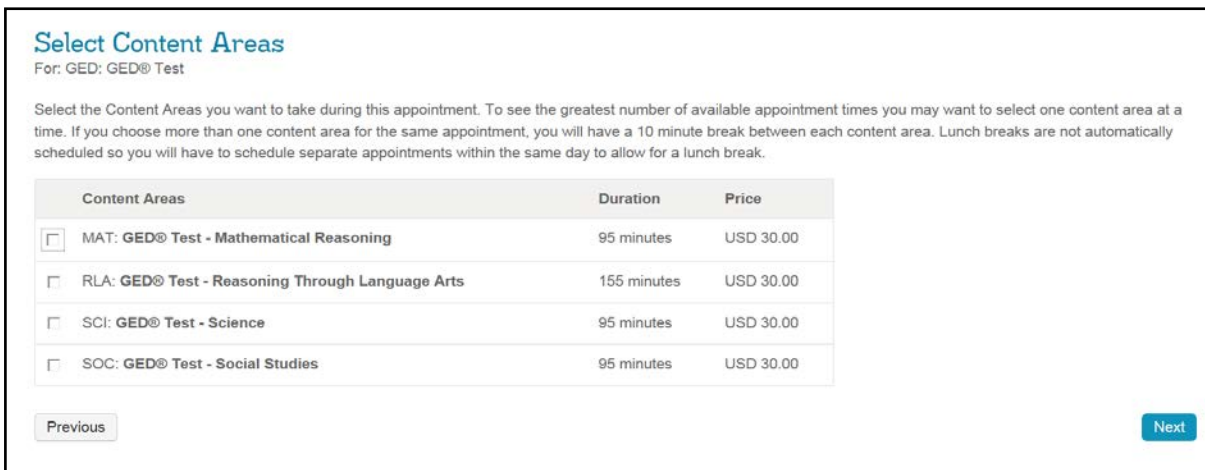 Select Content Areas
For: GED: GED® Test
Select the Content Areas you want to take during this appointment. To see the greatest number of available appointment times you may want to select one content area at a
time. If you choose more than one content area for the same appointment, you will have a 10 minute break between each content area. Lunch breaks are not automatically
scheduled so you will have to schedule separate appointments within the same day to allow for a lunch break.
Content Areas Duration Price
MAT: GED® Test - Mathematical Reasoning 95 minutes USD 30.00
RLA: GED® Test - Reasoning Through Language Arts 155 minutes USD 30.00
SCI: GED® Test - Science 95 minutes USD 30.00
SOC: GED® Test - Social Studies 95 minutes USD 30.00
Previous Next